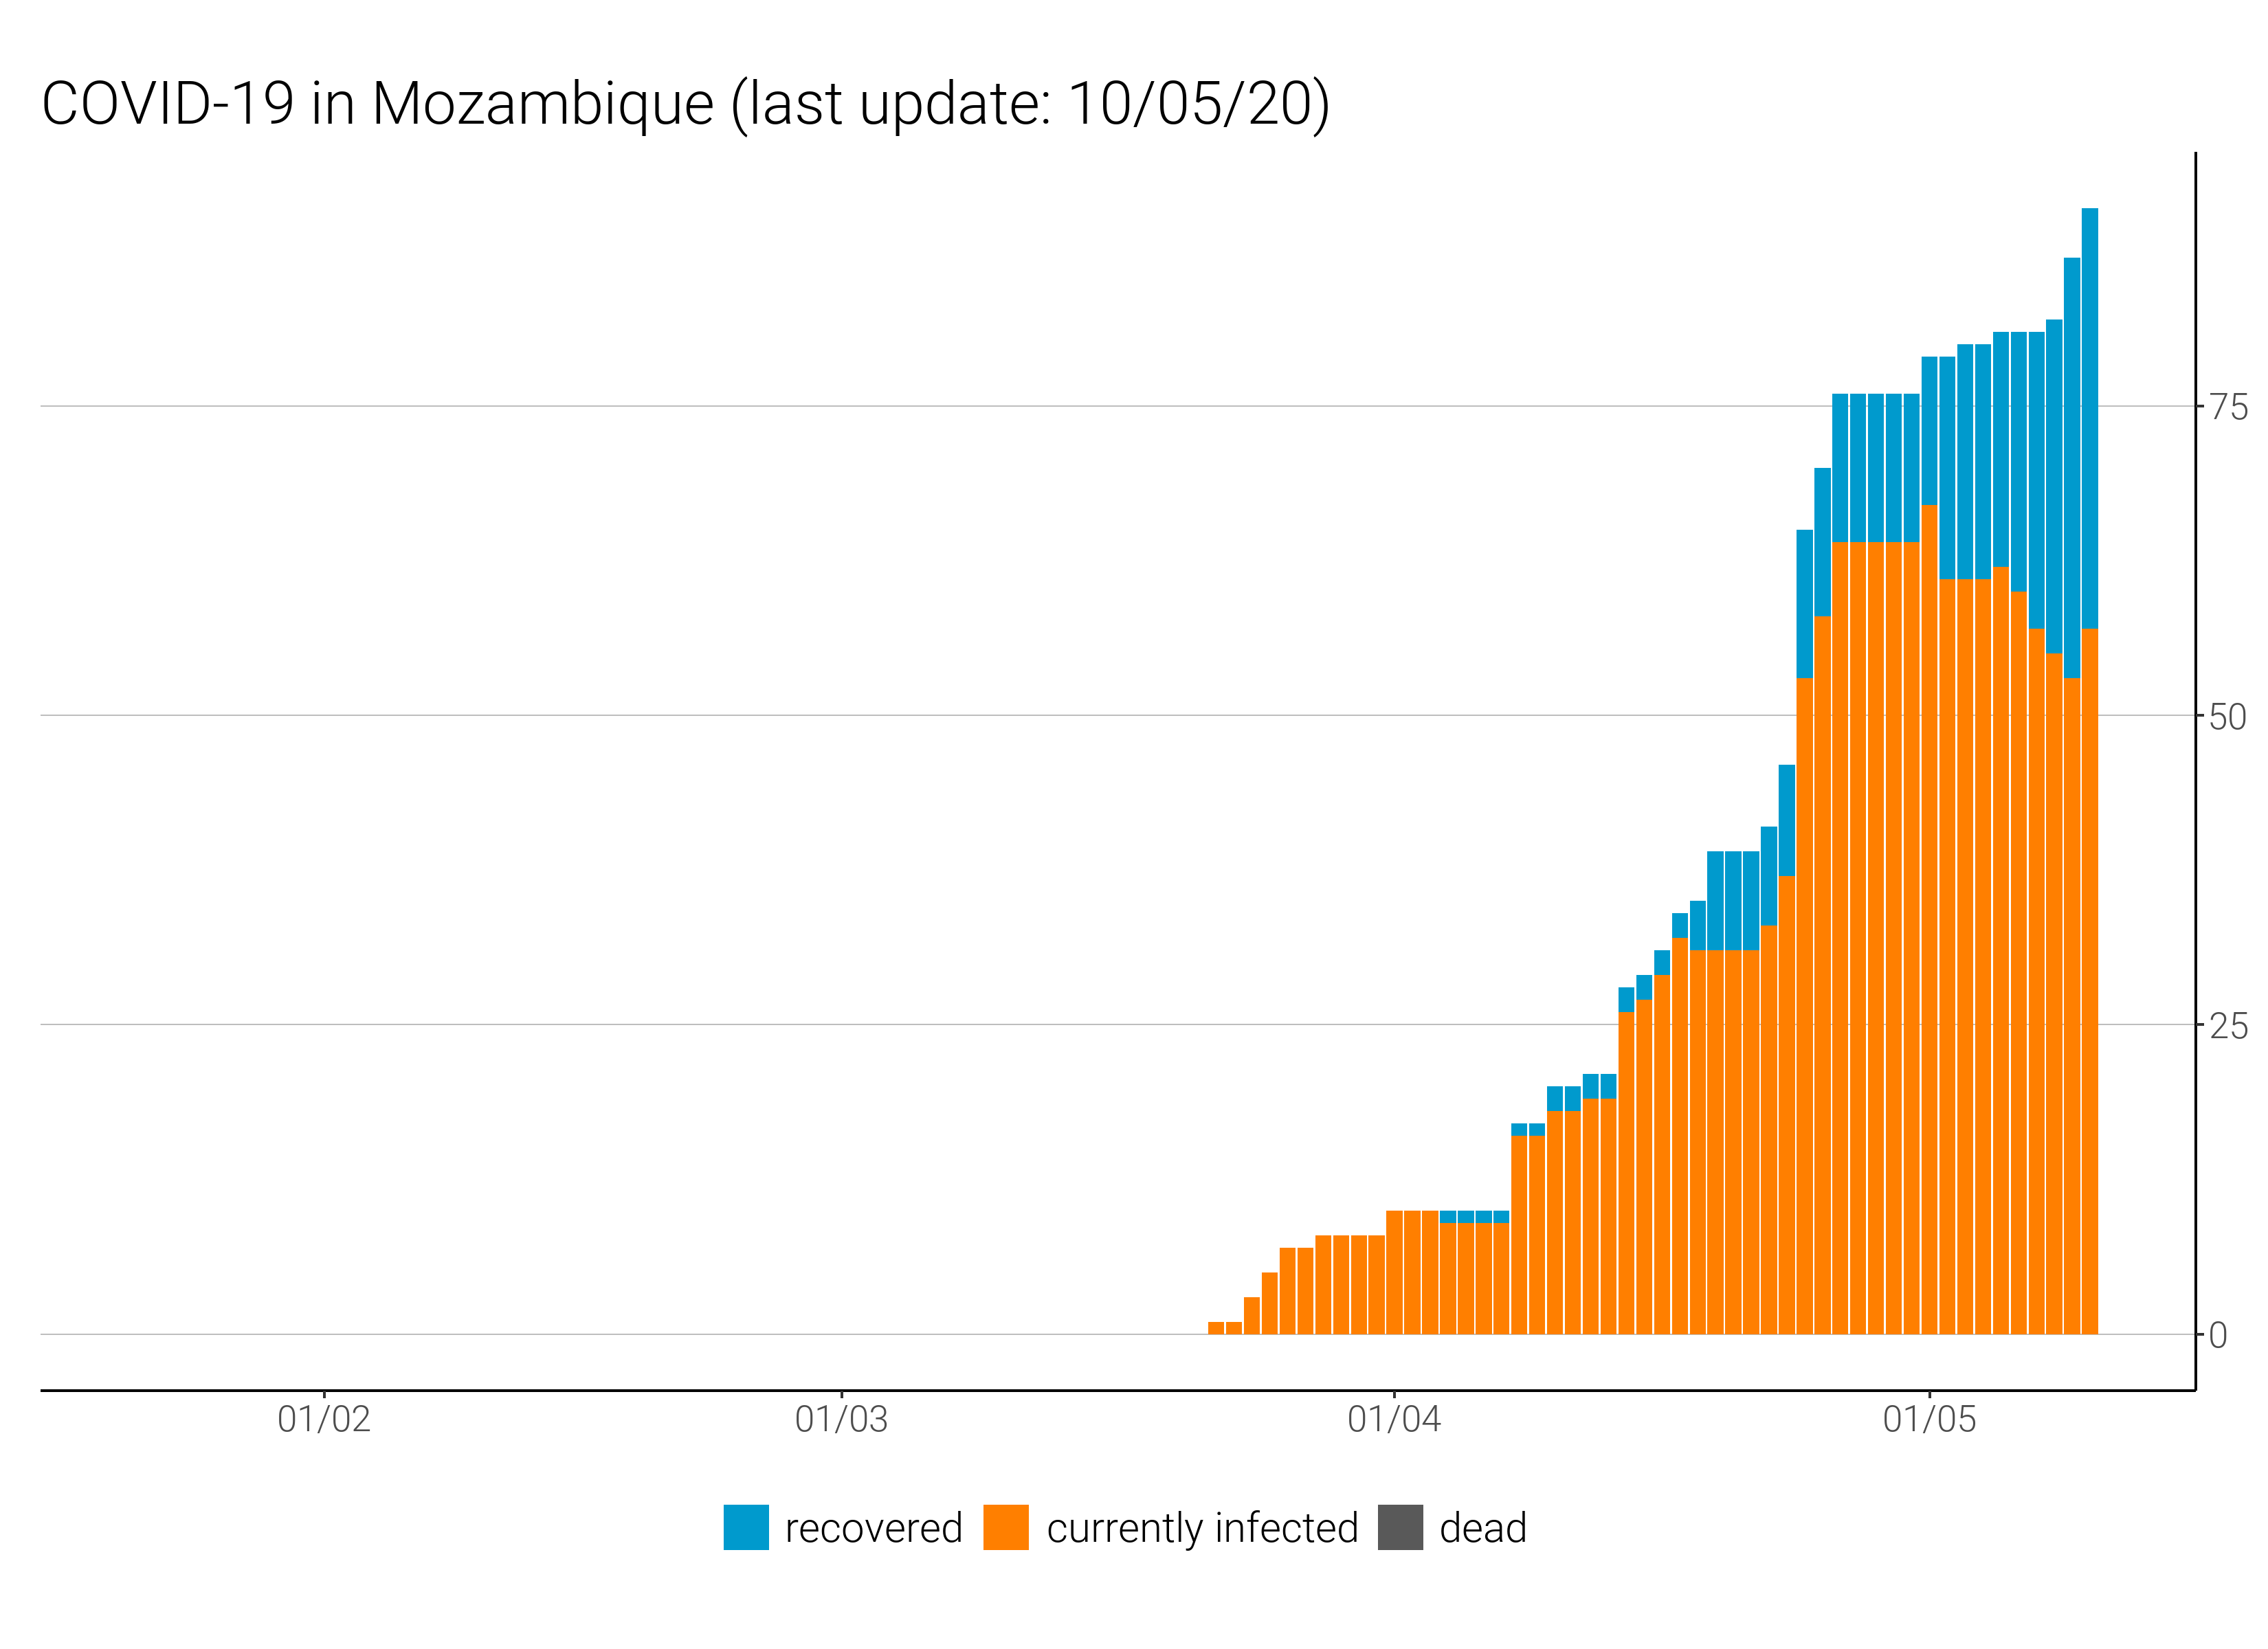 COVID-19 in Mozambique (last update: 10/05/20)
75
50
25
0
01/02 01/03 01/04 01/05
recovered currently infected dead